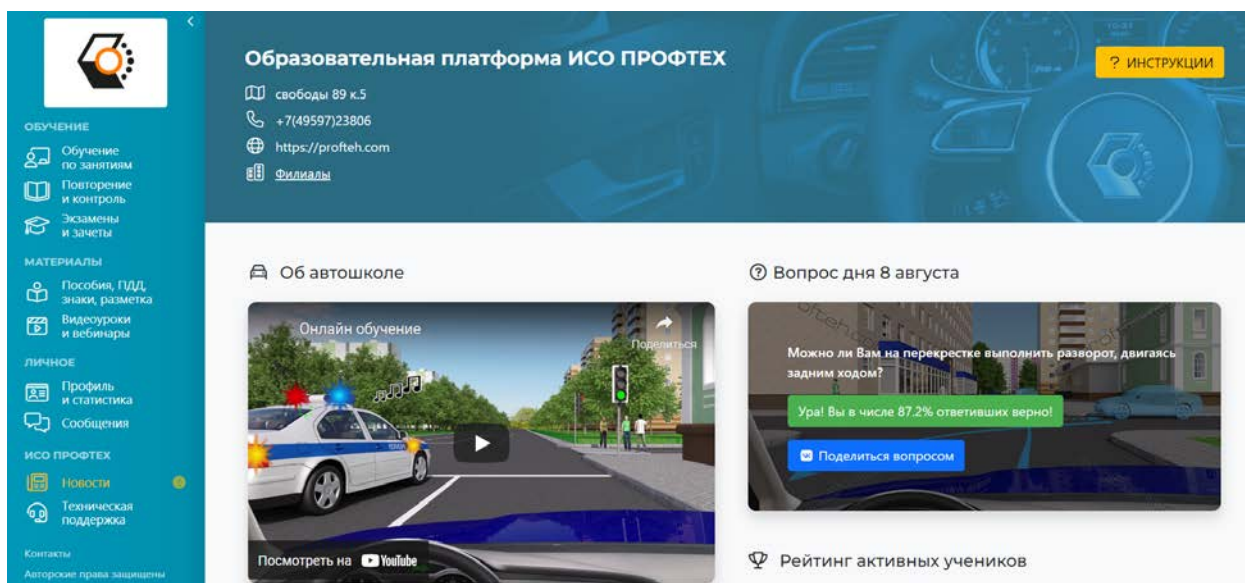 ОБУЧЕНИЕ
Обучение
по занятиям
Повторение
и контроль
Экзамены
и зачеты
МАТЕРИАЛЫ
Пособия, ПДД,
знаки, разметка
Видеоуроки
и вебинары
ЛИЧНОЕ
Профиль
и статистика
Сообщения
ИСО ПРОФТЕХ
Новости
Техническая
поддержка
Контакты
Авторские права защищены
Образовательная платформа ИСО ПРОФТЕХ
свободы 89 к.5
+7(49597)23806
https://profteh.com
Филиалы
? ИНСТРУКЦИИ
Об автошколе
Онлайн обучение
Поделиться
Посмотреть на YouTube
Вопрос дня 8 августа
Можно ли Вам на перекрестке выполнить разворот, двигаясь
задним ходом?
Ура! Вы в числе 87.2% ответивших верно!
Поделиться вопросом
Рейтинг активных учеников